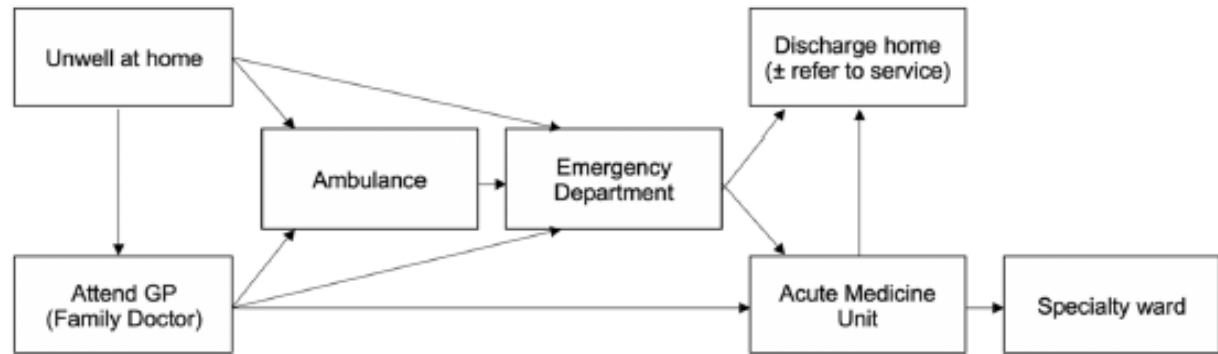 Unwell at home
Discharge home
(± refer to service)
Ambulance
Emergency
Department
Attend GP
(Family Doctor)
Acute Medicine
Unit
Specialty ward